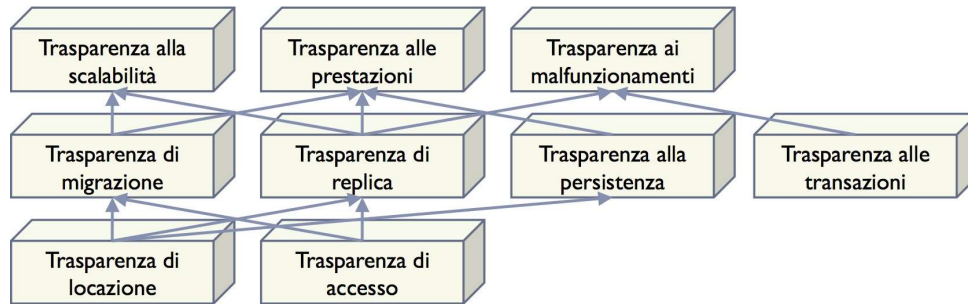 Trasparenza alla
scalabilità
Trasparenza alle
prestazioni
Trasparenza ai
malfunzionamenti
Trasparenza di
migrazione
Trasparenza di
replica
Trasparenza alla
persistenza
Trasparenza alle
transazioni
Trasparenza di
locazione
Trasparenza di
accesso